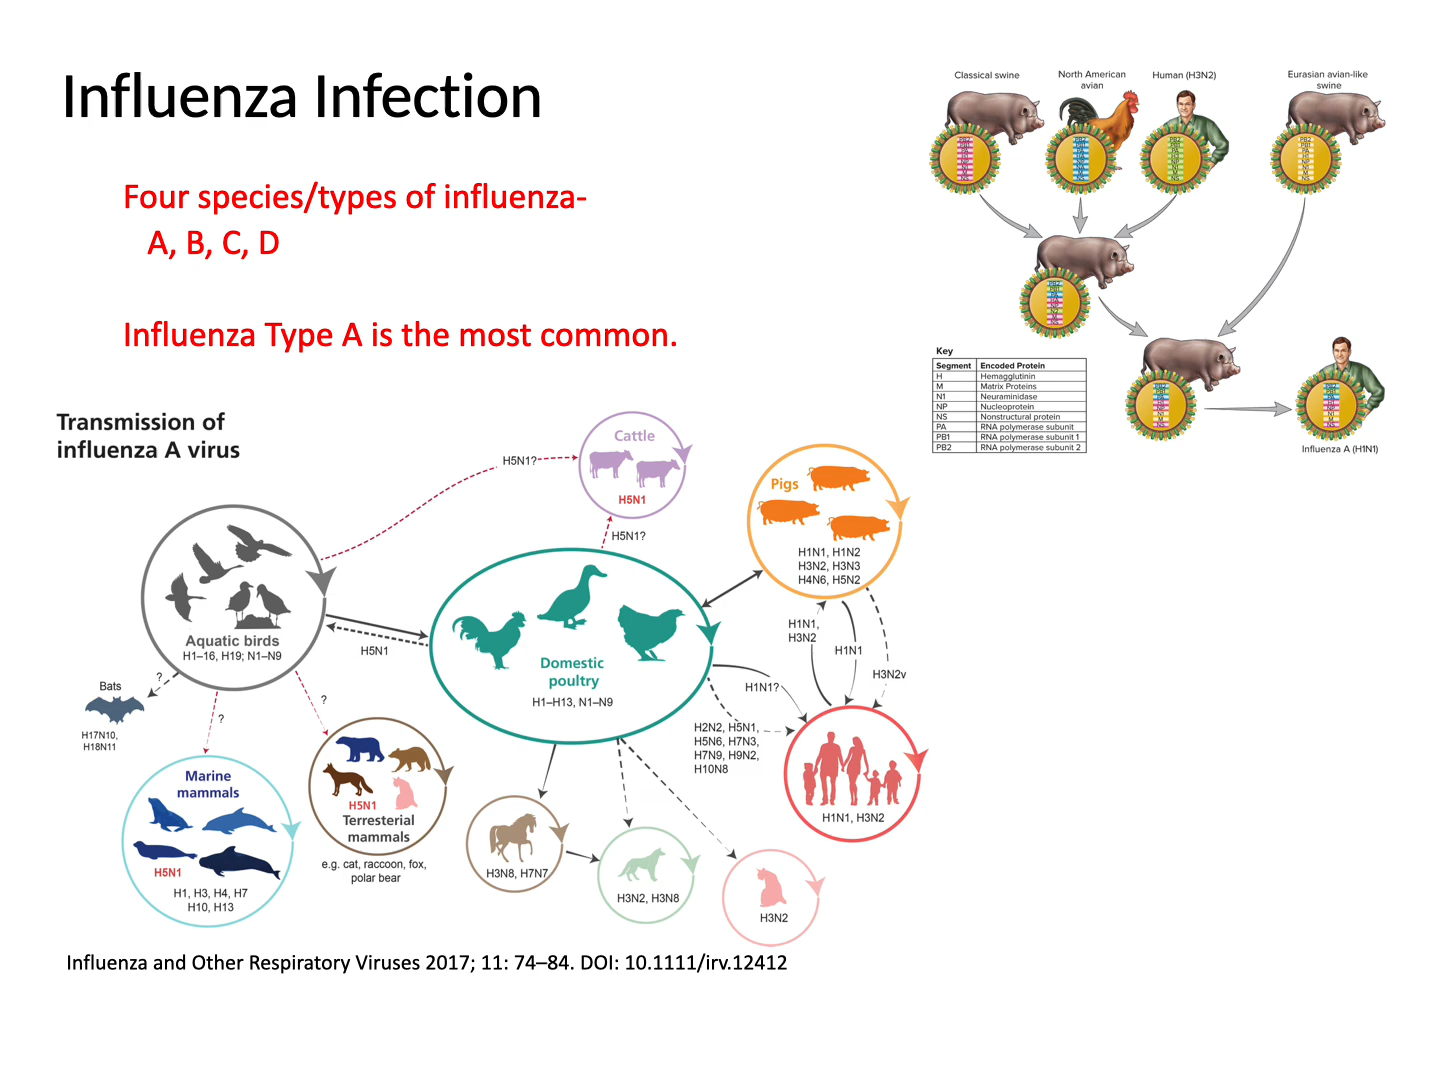 Influenza Infection
Four species/types of influenza-
A, B, C, D
Influenza Type A is the most common.
Classical swine
North American
avian
Human (H3N2)
Eurasian avian-like
swine
Key
Segment Encoded Protein
H Hemagglutinin
M Matrix Proteins
N1 Neuraminidase
NP Nucleoprotein
NS Nonstructural protein
PA RNA polymerase subunit
PB1 RNA polymerase subunit 1
PB2 RNA polymerase subunit 2
Influenza A (H1N1)
Transmission of
influenza A virus
Cattle
H5N1
H5N1?
H5N1?
Pigs
H1N1, H1N2
H3N2, H3N3
H4N6, H5N2
Aquatic birds
H1–16, H19; N1–N9
H5N1
Domestic
poultry
H1–H13, N1–N9
H1N1,
H3N2
H1N1
H3N2v
H1N1?
H2N2, H5N1,
H5N6, H7N3,
H7N9, H9N2,
H10N8
H1N1, H3N2
?
Bats
H17N10,
H18N11
?
?
Marine
mammals
H5N1
H1, H3, H4, H7
H10, H13
H5N1
Terresterial
mammals
e.g. cat, raccoon, fox,
polar bear
H3N8, H7N7
H3N2, H3N8
H3N2
Influenza and Other Respiratory Viruses 2017; 11: 74–84. DOI: 10.1111/irv.12412